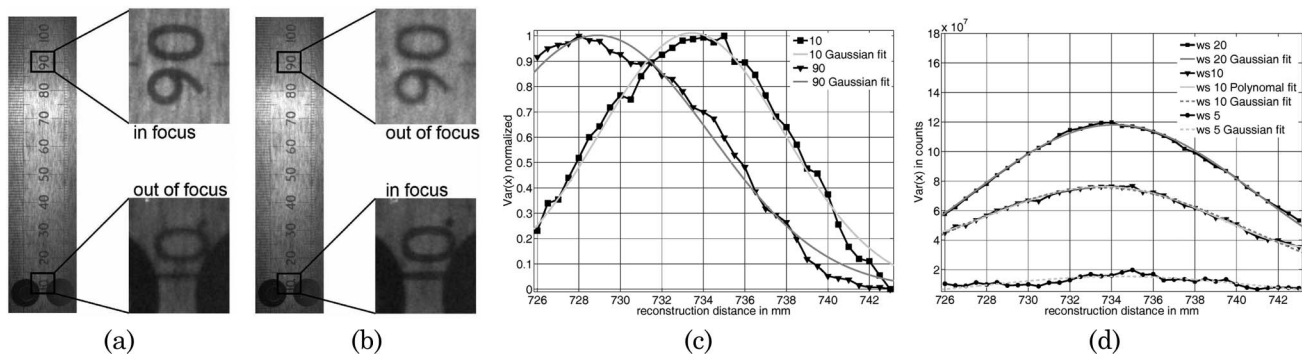 100
90
80
70
60
50
40
30
20
10
90
in focus
out of focus
10
(a)
100
90
80
70
60
50
40
30
20
10
90
out of focus
in focus
10
(b)
Var(x) normalized
1
0.9
0.8
0.7
0.6
0.5
0.4
0.3
0.2
0.1
0
726 728 730 732 734 736 738 740 742
reconstruction distance in mm
10
10 Gaussian fit
90
90 Gaussian fit
(c)
x 10⁷
Var(x) in counts
18
16
14
12
10
8
6
4
2
726 728 730 732 734 736 738 740 742
reconstruction distance in mm
ws 20
ws 20 Gaussian fit
ws10
ws 10 Polynomal fit
ws 10 Gaussian fit
ws 5
ws 5 Gaussian fit
(d)